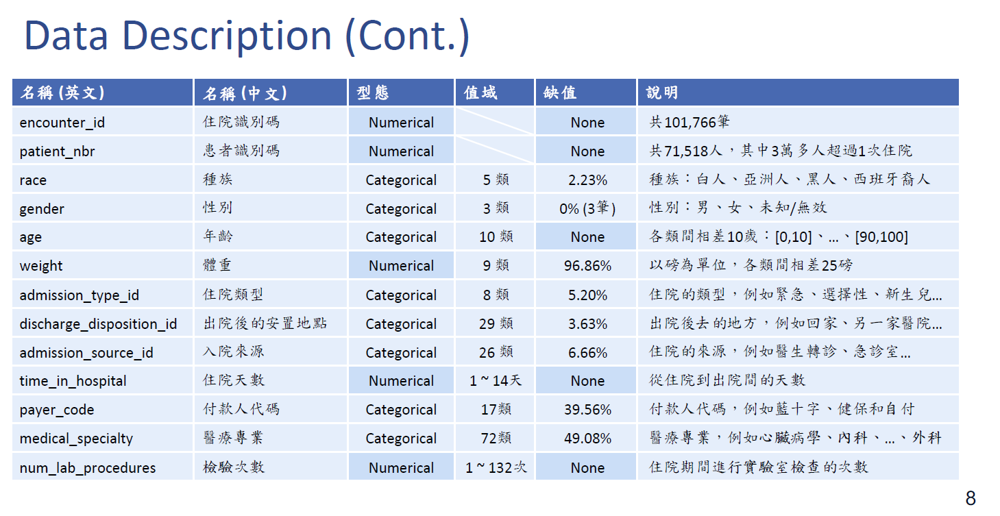 Data Description (Cont.)
名稱 (英文) 名稱 (中文) 型態 值域 缺值 說明
encounter_id 住院識別碼 Numerical None 共101,766筆
patient_nbr 患者識別碼 Numerical None 共71,518人，其中3萬多人超過1次住院
race 種族 Categorical 5 類 2.23% 種族：白人、亞洲人、黑人、西班牙裔人
gender 性別 Categorical 3 類 0% (3筆) 性別：男、女、未知/無效
age 年齡 Categorical 10 類 None 各類間相差10歲：[0,10]、…、[90,100]
weight 體重 Numerical 9 類 96.86% 以磅為單位，各類間相差25磅
admission_type_id 住院類型 Categorical 8 類 5.20% 住院的類型，例如緊急、選擇性、新生兒…
discharge_disposition_id 出院後的安置地點 Categorical 29 類 3.63% 出院後去的地方，例如回家、另一家醫院…
admission_source_id 入院來源 Categorical 26 類 6.66% 住院的來源，例如醫生轉診、急診室…
time_in_hospital 住院天數 Numerical 1 ~ 14天 None 從住院到出院間的天數
payer_code 付款人代碼 Categorical 17類 39.56% 付款人代碼，例如藍十字、健保和自付
medical_specialty 醫療專業 Categorical 72類 49.08% 醫療專業，例如心臟病學、內科、…、外科
num_lab_procedures 檢驗次數 Numerical 1 ~ 132次 None 住院期間進行實驗室檢查的次數
8